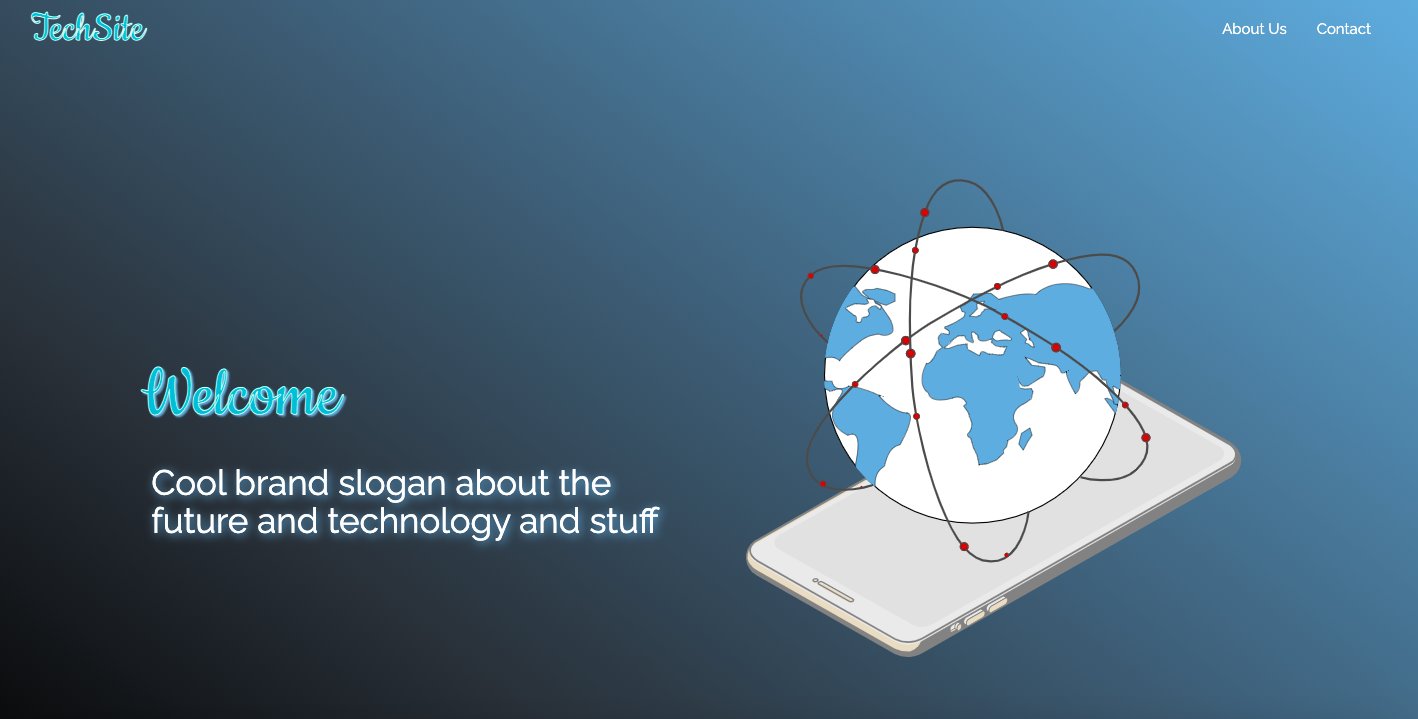 TechSite
About Us
Contact
Welcome
Cool brand slogan about the
future and technology and stuff